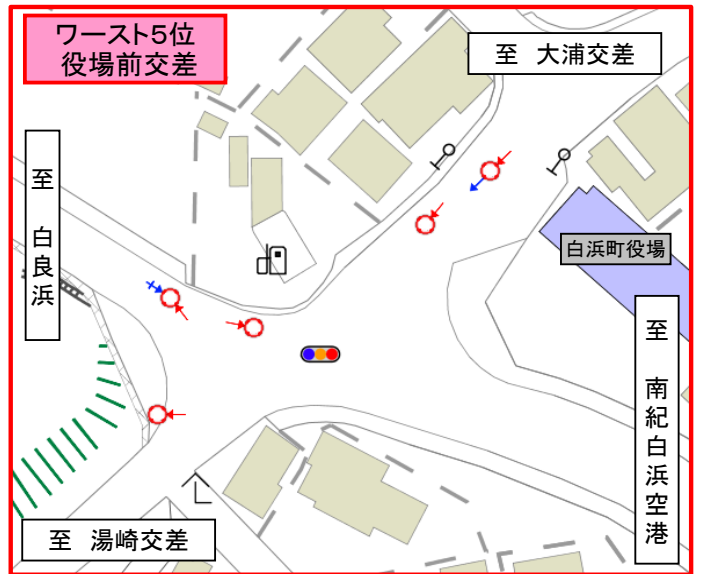 ワースト5位
役場前交差
至　大浦交差
至　白良浜
白浜町役場
至　南紀白浜空港
至　湯崎交差